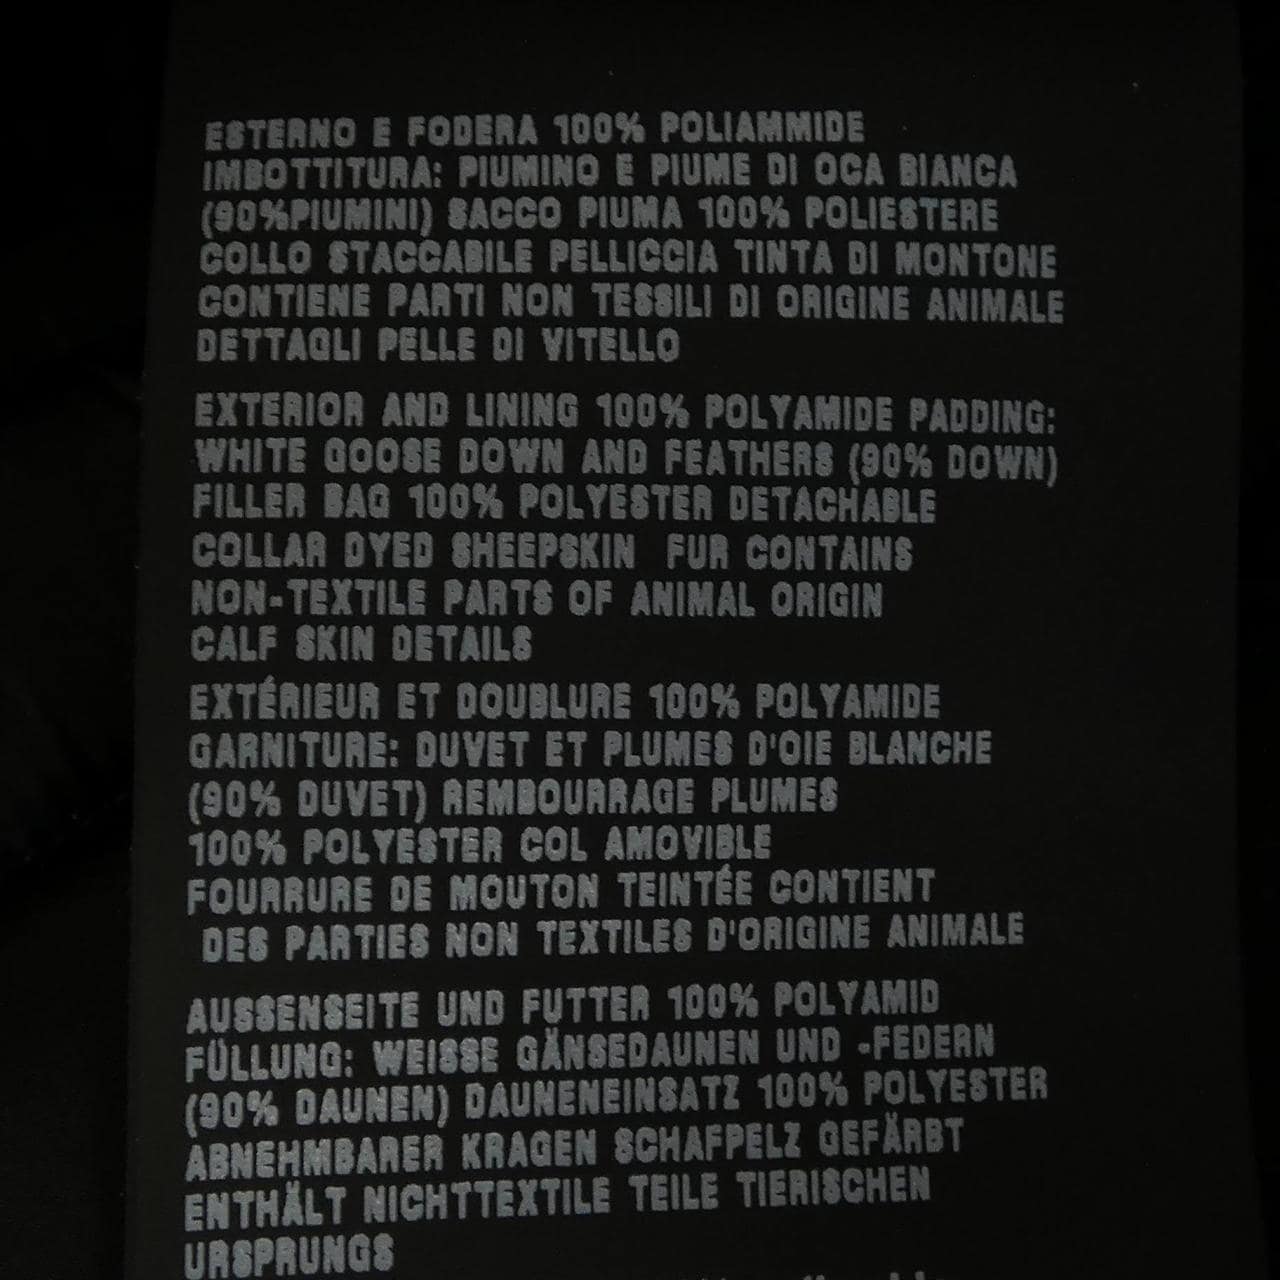 ESTERNO E FODERA 100% POLIAMMIDE
IMBOTTITURA: PIUMINO E PIUME DI OCA BIANCA
(90%PIUMINI) SACCO PIUMA 100% POLIESTERE
COLLO STACCABILE PELLICCIA TINTA DI MONTONE
CONTIENE PARTI NON TESSILI DI ORIGINE ANIMALE
DETTAGLI PELLE DI VITELLO
EXTERIOR AND LINING 100% POLYAMIDE PADDING:
WHITE GOOSE DOWN AND FEATHERS (90% DOWN)
FILLER BAG 100% POLYESTER DETACHABLE
COLLAR DYED SHEEPSKIN FUR CONTAINS
NON-TEXTILE PARTS OF ANIMAL ORIGIN
CALF SKIN DETAILS
EXTÉRIEUR ET DOUBLURE 100% POLYAMIDE
GARNITURE: DUVET ET PLUMES D'OIE BLANCHE
(90% DUVET) REMBOURRAGE PLUMES
100% POLYESTER COL AMOVIBLE
FOURRURE DE MOUTON TEINTÉE CONTIENT
DES PARTIES NON TEXTILES D'ORIGINE ANIMALE
AUSSENSEITE UND FUTTER 100% POLYAMID
FÜLLUNG: WEISSE GÄNSEDAUNEN UND -FEDERN
(90% DAUNEN) DAUNENEINSATZ 100% POLYESTER
ABNEHMBARER KRAGEN SCHAFPELZ GEFÄRBT
ENTHÄLT NICHTTEXTILE TEILE TIERISCHEN
URSPRUNGS